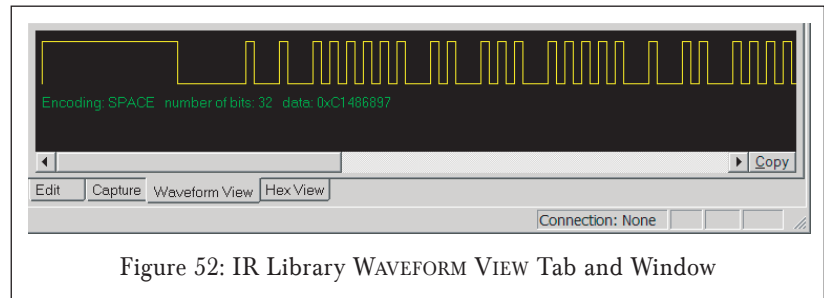 Encoding: SPACE number of bits: 32 data: 0xC1486897
Copy
Edit Capture Waveform View Hex View
Connection: None
Figure 52: IR Library WAVEFORM VIEW Tab and Window